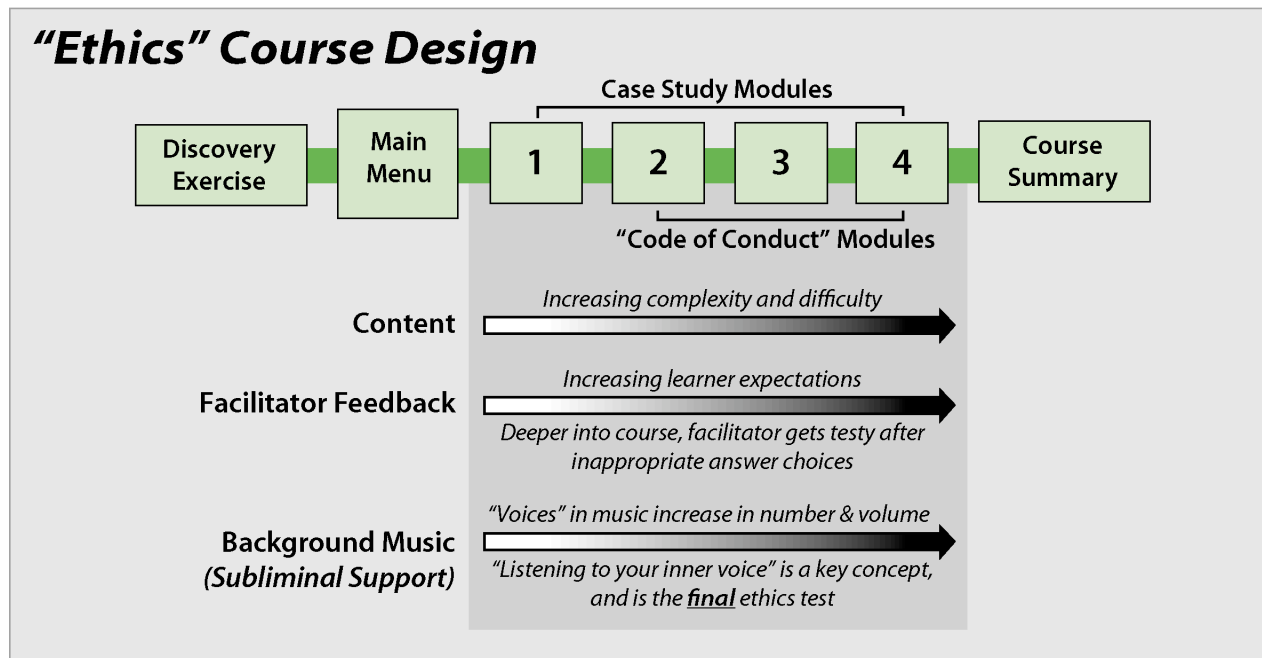 “Ethics” Course Design
Case Study Modules
Discovery
Exercise
Main
Menu
1
2
3
4
Course
Summary
“Code of Conduct” Modules
Content
Increasing complexity and difficulty
Facilitator Feedback
Increasing learner expectations
Deeper into course, facilitator gets testy after
inappropriate answer choices
Background Music
(Subliminal Support)
“Voices” in music increase in number & volume
“Listening to your inner voice” is a key concept,
and is the final ethics test